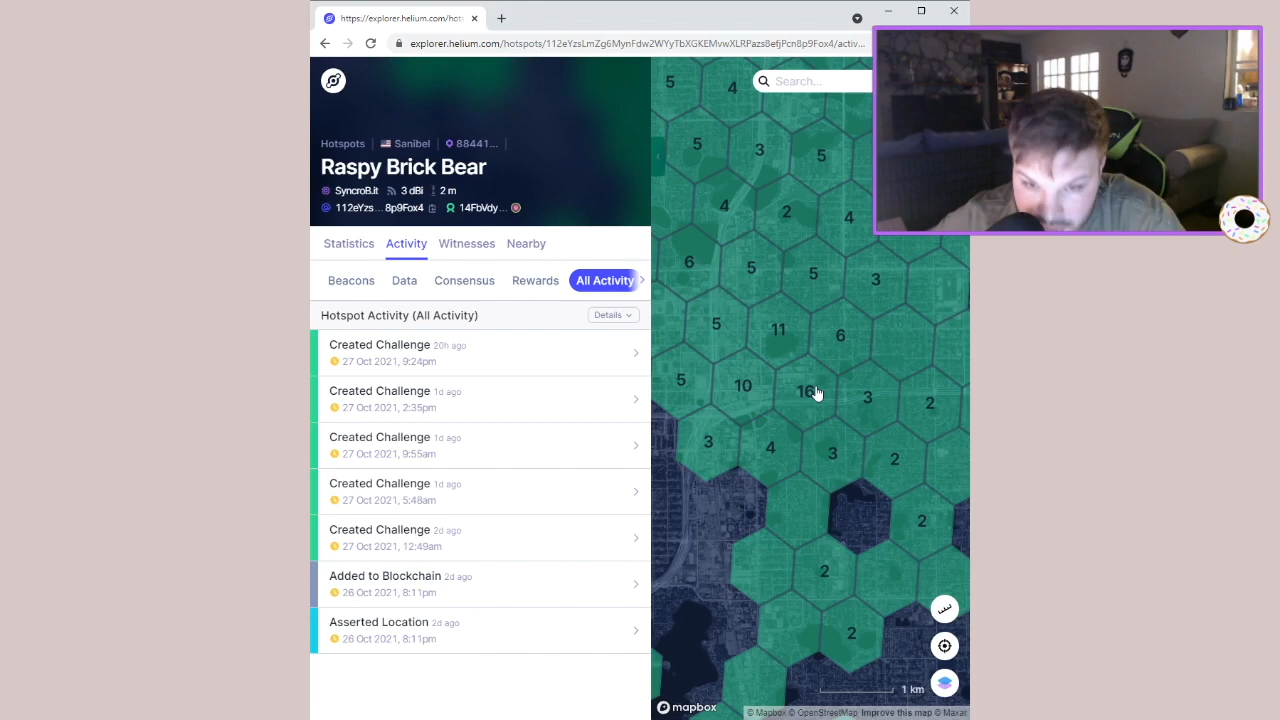 https://explorer.helium.com/hot
explorer.helium.com/hotspots/112eYzsLmZg6MynFdw2WYyTbXGKEMvwXLRPazs8efjPcn8p9Fox4/activ...
Hotspots
Sanibel
88441...
Raspy Brick Bear
SyncroB.it
3 dBi
2 m
112eYzs... 8p9Fox4
14FbVdy...
Statistics
Activity
Witnesses
Nearby
Beacons
Data
Consensus
Rewards
All Activity
Hotspot Activity (All Activity)
Details
Created Challenge 20h ago
27 Oct 2021, 9:24pm
Created Challenge 1d ago
27 Oct 2021, 2:35pm
Created Challenge 1d ago
27 Oct 2021, 9:55am
Created Challenge 1d ago
27 Oct 2021, 5:48am
Created Challenge 2d ago
27 Oct 2021, 12:49am
Added to Blockchain 2d ago
26 Oct 2021, 8:11pm
Asserted Location 2d ago
26 Oct 2021, 8:11pm
Search...
5
4
5
3
5
4
2
4
6
5
5
3
5
11
6
5
10
16
3
2
3
4
3
2
2
2
2
1 km
mapbox
© Mapbox © OpenStreetMap Improve this map © Maxar